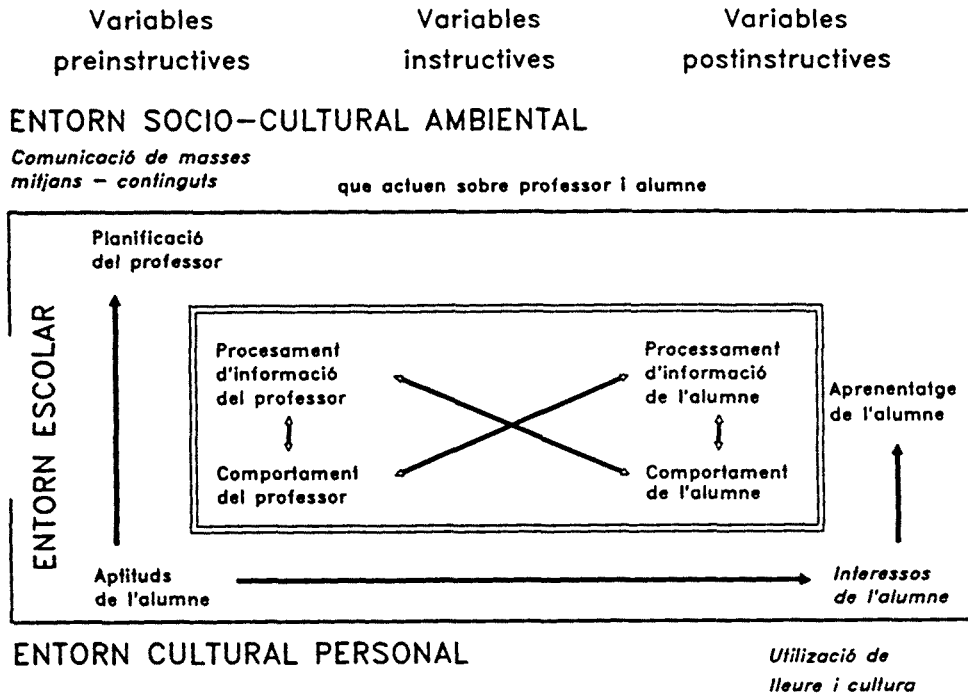 Variables
preinstructives
Variables
instructives
Variables
postinstructives
ENTORN SOCIO-CULTURAL AMBIENTAL
Comunicació de masses
mitjans - continguts
que actuen sobre professor i alumne
Planificació
del professor
ENTORN ESCOLAR
Procesament
d'informació
del professor
Processament
d'informació
de l'alumne
Comportament
del professor
Comportament
de l'alumne
Aprenentatge
de l'alumne
Aptituds
de l'alumne
Interessos
de l'alumne
ENTORN CULTURAL PERSONAL
Utilizació de
lleure i cultura